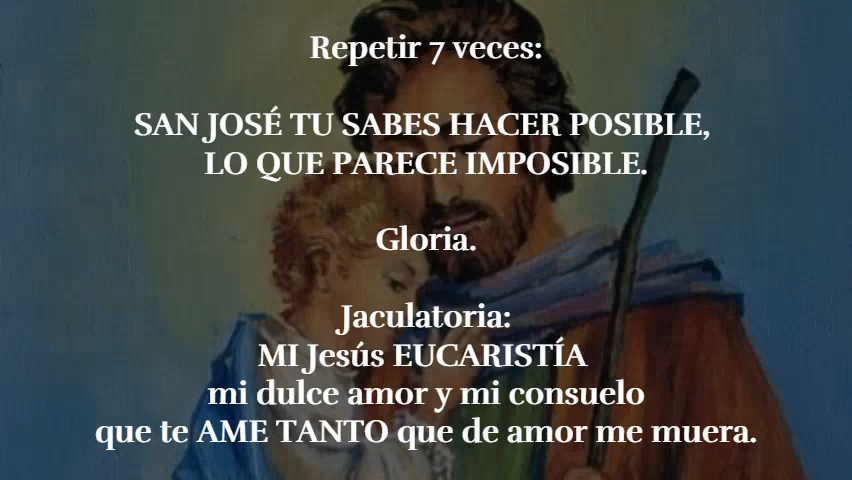 Repetir 7 veces:
SAN JOSÉ TU SABES HACER POSIBLE,
LO QUE PARECE IMPOSIBLE.
Gloria.
Jaculatoria:
MI Jesús EUCARISTÍA
mi dulce amor y mi consuelo
que te AME TANTO que de amor me muera.